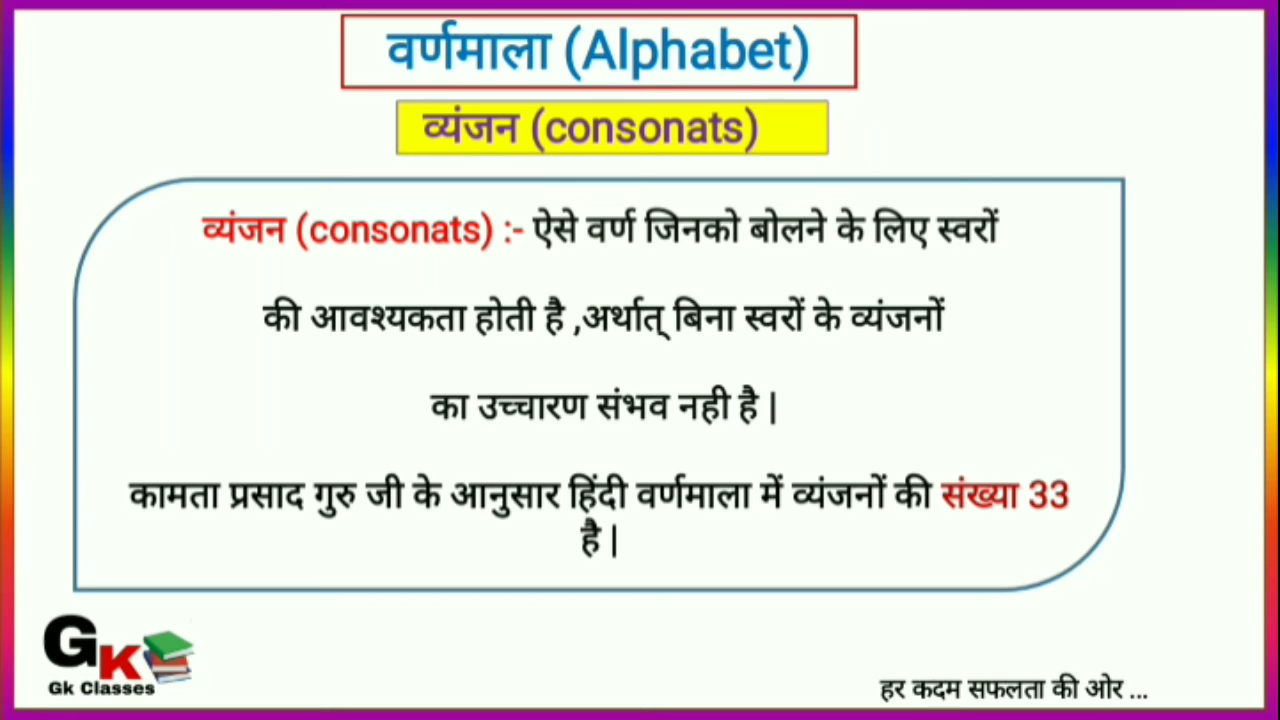 वर्णमाला (Alphabet)
व्यंजन (consonats)
व्यंजन (consonats) :- ऐसे वर्ण जिनको बोलने के लिए स्वरों
की आवश्यकता होती है ,अर्थात् बिना स्वरों के व्यंजनों
का उच्चारण संभव नही है |
कामता प्रसाद गुरु जी के आनुसार हिंदी वर्णमाला में व्यंजनों की संख्या 33
है |
GK
Gk Classes
हर कदम सफलता की ओर ...